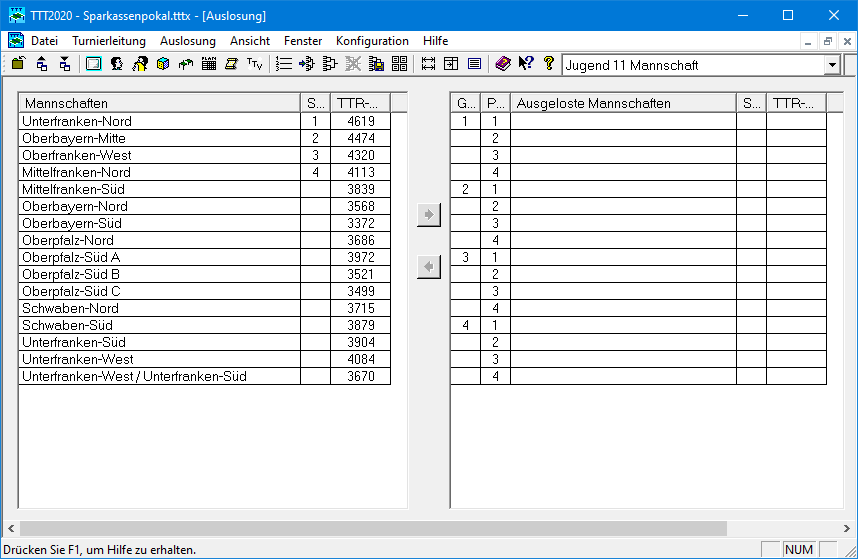 TTT2020 - Sparkassenpokal.tttx - [Auslosung]
Datei Turnierleitung Auslosung Ansicht Fenster Konfiguration Hilfe
Jugend 11 Mannschaft
Mannschaften S... TTR-...
Unterfranken-Nord 1 4619
Oberbayern-Mitte 2 4474
Oberfranken-West 3 4320
Mittelfranken-Nord 4 4113
Mittelfranken-Süd 3839
Oberbayern-Nord 3568
Oberbayern-Süd 3372
Oberpfalz-Nord 3686
Oberpfalz-Süd A 3972
Oberpfalz-Süd B 3521
Oberpfalz-Süd C 3499
Schwaben-Nord 3715
Schwaben-Süd 3879
Unterfranken-Süd 3904
Unterfranken-West 4084
Unterfranken-West / Unterfranken-Süd 3670
G... P... Ausgeloste Mannschaften S... TTR-...
1 1
2
3
4
2 1
2
3
4
3 1
2
3
4
4 1
2
3
4
Drücken Sie F1, um Hilfe zu erhalten.
NUM